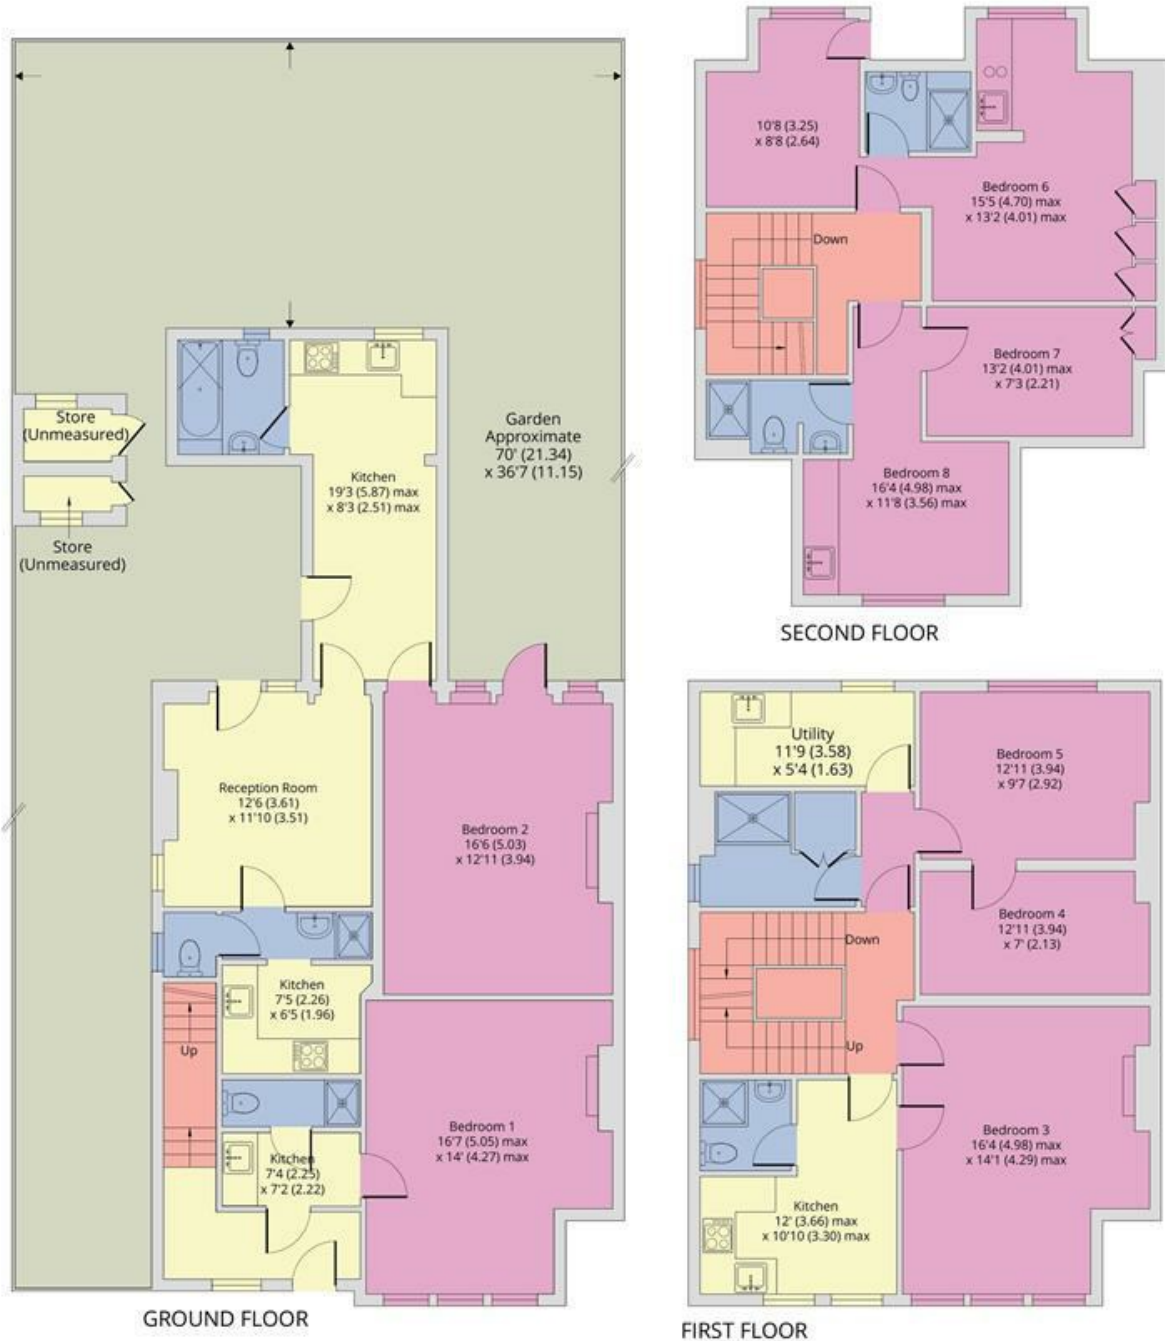 Store
(Unmeasured)
Store
(Unmeasured)
Garden
Approximate
70' (21.34)
x 36'7 (11.15)
Kitchen
19'3 (5.87) max
x 8'3 (2.51) max
Reception Room
12'6 (3.61)
x 11'10 (3.51)
Bedroom 2
16'6 (5.03)
x 12'11 (3.94)
Kitchen
7'5 (2.26)
x 6'5 (1.96)
Up
Bedroom 1
16'7 (5.05) max
x 14' (4.27) max
Kitchen
7'4 (2.25)
x 7'2 (2.22)
GROUND FLOOR
10'8 (3.25)
x 8'8 (2.64)
Bedroom 6
15'5 (4.70) max
x 13'2 (4.01) max
Down
Bedroom 7
13'2 (4.01) max
x 7'3 (2.21)
Bedroom 8
16'4 (4.98) max
x 11'8 (3.56) max
SECOND FLOOR
Utility
11'9 (3.58)
x 5'4 (1.63)
Bedroom 5
12'11 (3.94)
x 9'7 (2.92)
Bedroom 4
12'11 (3.94)
x 7' (2.13)
Down
Up
Bedroom 3
16'4 (4.98) max
x 14'1 (4.29) max
Kitchen
12' (3.66) max
x 10'10 (3.30) max
FIRST FLOOR